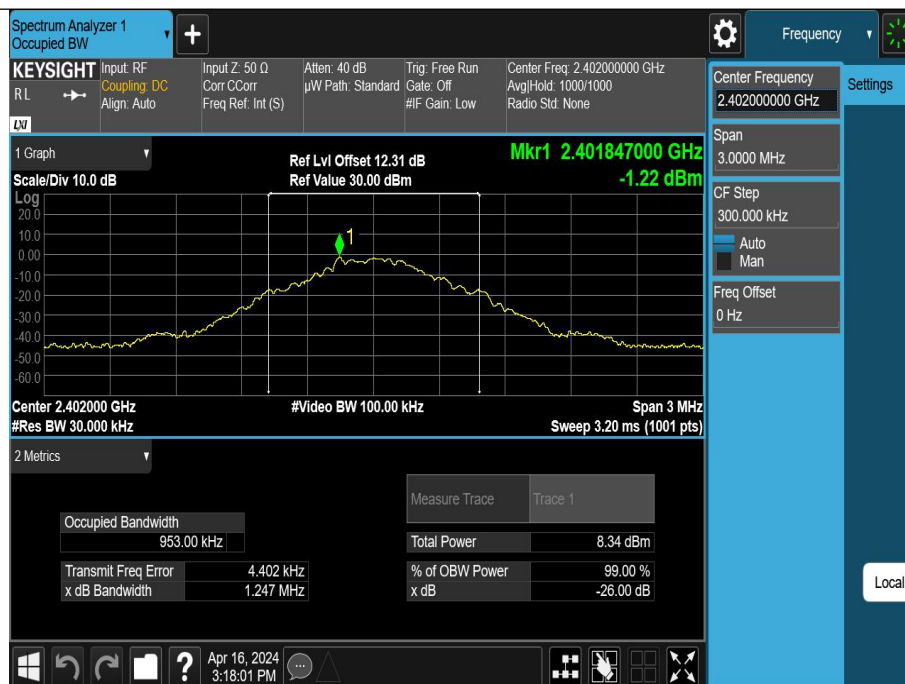 Spectrum Analyzer 1
Occupied BW
Frequency
KEYSIGHT
RL
LXI
Input: RF
Coupling: DC
Align: Auto
Input Z: 50 Ω
Corr CCorr
Freq Ref: Int (S)
Atten: 40 dB
µW Path: Standard
Trig: Free Run
Gate: Off
#IF Gain: Low
Center Freq: 2.402000000 GHz
Avg|Hold: 1000/1000
Radio Std: None
Center Frequency
2.402000000 GHz
Settings
Span
3.0000 MHz
CF Step
300.000 kHz
Auto
Man
Freq Offset
0 Hz
Local
1 Graph
Scale/Div 10.0 dB
Ref Lvl Offset 12.31 dB
Ref Value 30.00 dBm
Mkr1 2.401847000 GHz
-1.22 dBm
Log
20.0
10.0
0.00
-10.0
-20.0
-30.0
-40.0
-50.0
-60.0
1
Center 2.402000 GHz
#Res BW 30.000 kHz
#Video BW 100.00 kHz
Span 3 MHz
Sweep 3.20 ms (1001 pts)
2 Metrics
Measure Trace Trace 1
Occupied Bandwidth
953.00 kHz
Total Power 8.34 dBm
Transmit Freq Error 4.402 kHz
% of OBW Power 99.00 %
x dB Bandwidth 1.247 MHz
x dB -26.00 dB
?
Apr 16, 2024
3:18:01 PM